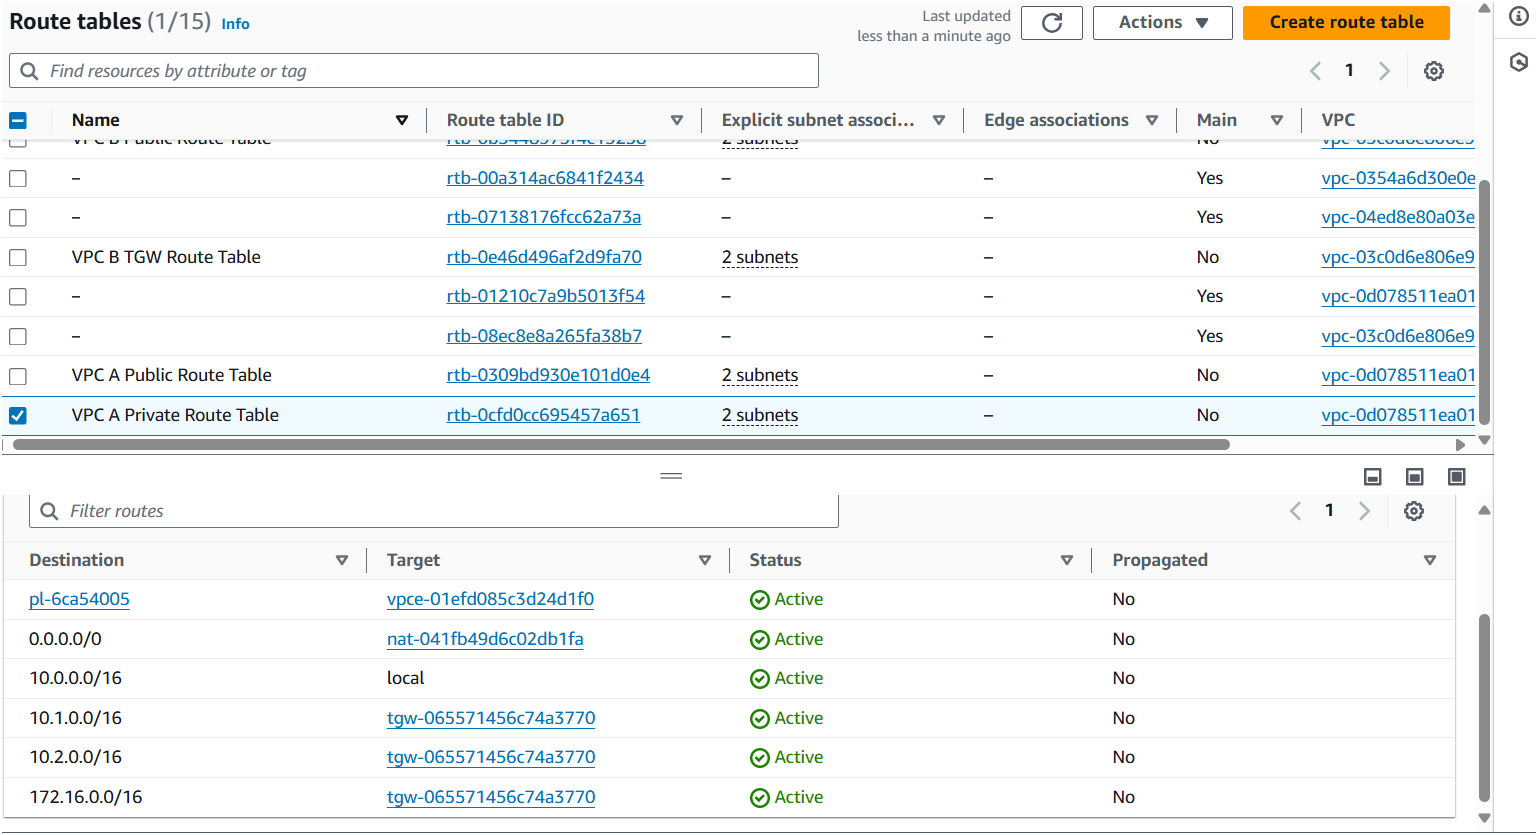 Route tables (1/15) Info
Last updated
less than a minute ago
Actions
Create route table
Find resources by attribute or tag
1
Name Route table ID Explicit subnet associ... Edge associations Main VPC
VPC B Public Route Table 2 subnets No
– rtb-00a314ac6841f2434 – – Yes vpc-0354a6d30e0e
– rtb-07138176fcc62a73a – – Yes vpc-04ed8e80a03e
VPC B TGW Route Table rtb-0e46d496af2d9fa70 2 subnets – No vpc-03c0d6e806e9
– rtb-01210c7a9b5013f54 – – Yes vpc-0d078511ea01
– rtb-08ec8e8a265fa38b7 – – Yes vpc-03c0d6e806e9
VPC A Public Route Table rtb-0309bd930e101d0e4 2 subnets – No vpc-0d078511ea01
VPC A Private Route Table rtb-0cfd0cc695457a651 2 subnets – No vpc-0d078511ea01
Filter routes
1
Destination Target Status Propagated
pl-6ca54005 vpce-01efd085c3d24d1f0 Active No
0.0.0.0/0 nat-041fb49d6c02db1fa Active No
10.0.0.0/16 local Active No
10.1.0.0/16 tgw-065571456c74a3770 Active No
10.2.0.0/16 tgw-065571456c74a3770 Active No
172.16.0.0/16 tgw-065571456c74a3770 Active No